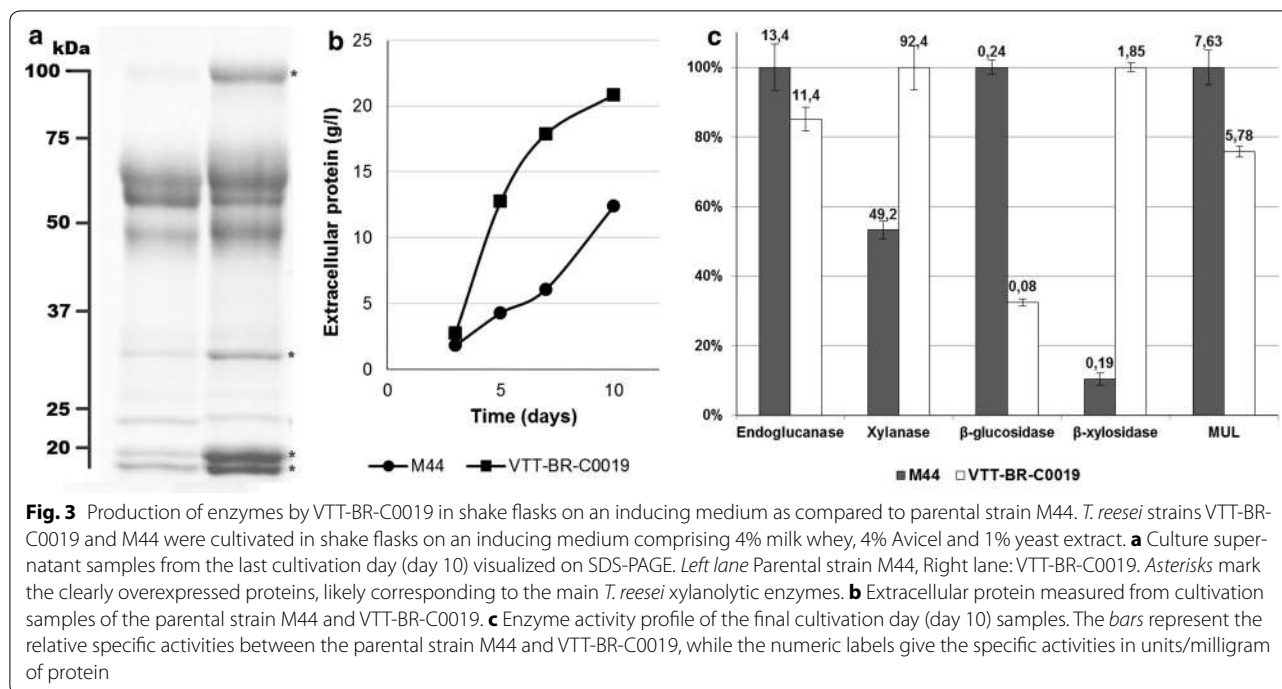 a
kDa
100
75
50
37
25
20
*
*
*
*
b
Extracellular protein (g/l)
25
20
15
10
5
0
0
5
10
Time (days)
M44
VTT-BR-C0019
c
13,4
92,4
0,24
1,85
7,63
11,4
49,2
0,08
0,19
5,78
100%
80%
60%
40%
20%
0%
Endoglucanase
Xylanase
β-glucosidase
β-xylosidase
MUL
M44
VTT-BR-C0019
Fig. 3 Production of enzymes by VTT-BR-C0019 in shake flasks on an inducing medium as compared to parental strain M44. T. reesei strains VTT-BR-
C0019 and M44 were cultivated in shake flasks on an inducing medium comprising 4% milk whey, 4% Avicel and 1% yeast extract. a Culture super-
natant samples from the last cultivation day (day 10) visualized on SDS-PAGE. Left lane Parental strain M44, Right lane: VTT-BR-C0019. Asterisks mark
the clearly overexpressed proteins, likely corresponding to the main T. reesei xylanolytic enzymes. b Extracellular protein measured from cultivation
samples of the parental strain M44 and VTT-BR-C0019. c Enzyme activity profile of the final cultivation day (day 10) samples. The bars represent the
relative specific activities between the parental strain M44 and VTT-BR-C0019, while the numeric labels give the specific activities in units/milligram
of protein